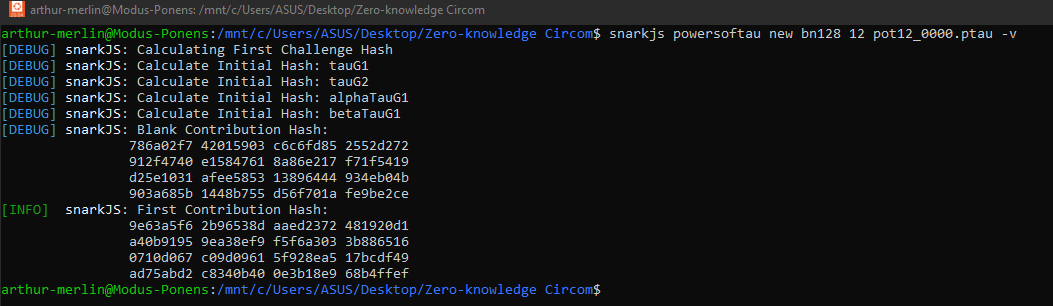 arthur-merlin@Modus-Ponens: /mnt/c/Users/ASUS/Desktop/Zero-knowledge Circom
arthur-merlin@Modus-Ponens:/mnt/c/Users/ASUS/Desktop/Zero-knowledge Circom$ snarkjs powersoftau new bn128 12 pot12_0000.ptau -v
[DEBUG] snarkJS: Calculating First Challenge Hash
[DEBUG] snarkJS: Calculate Initial Hash: tauG1
[DEBUG] snarkJS: Calculate Initial Hash: tauG2
[DEBUG] snarkJS: Calculate Initial Hash: alphaTauG1
[DEBUG] snarkJS: Calculate Initial Hash: betaTauG1
[DEBUG] snarkJS: Blank Contribution Hash:
786a02f7 42015903 c6c6fd85 2552d272
912f4740 e1584761 8a86e217 f71f5419
d25e1031 afee5853 13896444 934eb04b
903a685b 1448b755 d56f701a fe9be2ce
[INFO]  snarkJS: First Contribution Hash:
9e63a5f6 2b96538d aaed2372 481920d1
a40b9195 9ea38ef9 f5f6a303 3b886516
0710d067 c09d0961 5f928ea5 17bcdf49
ad75abd2 c8340b40 0e3b18e9 68b4ffef
arthur-merlin@Modus-Ponens:/mnt/c/Users/ASUS/Desktop/Zero-knowledge Circom$